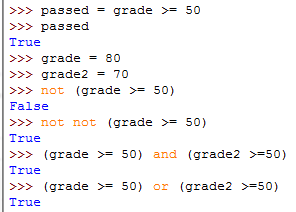 >>> passed = grade >= 50
>>> passed
True
>>> grade = 80
>>> grade2 = 70
>>> not (grade >= 50)
False
>>> not not (grade >= 50)
True
>>> (grade >= 50) and (grade2 >=50)
True
>>> (grade >= 50) or (grade2 >=50)
True